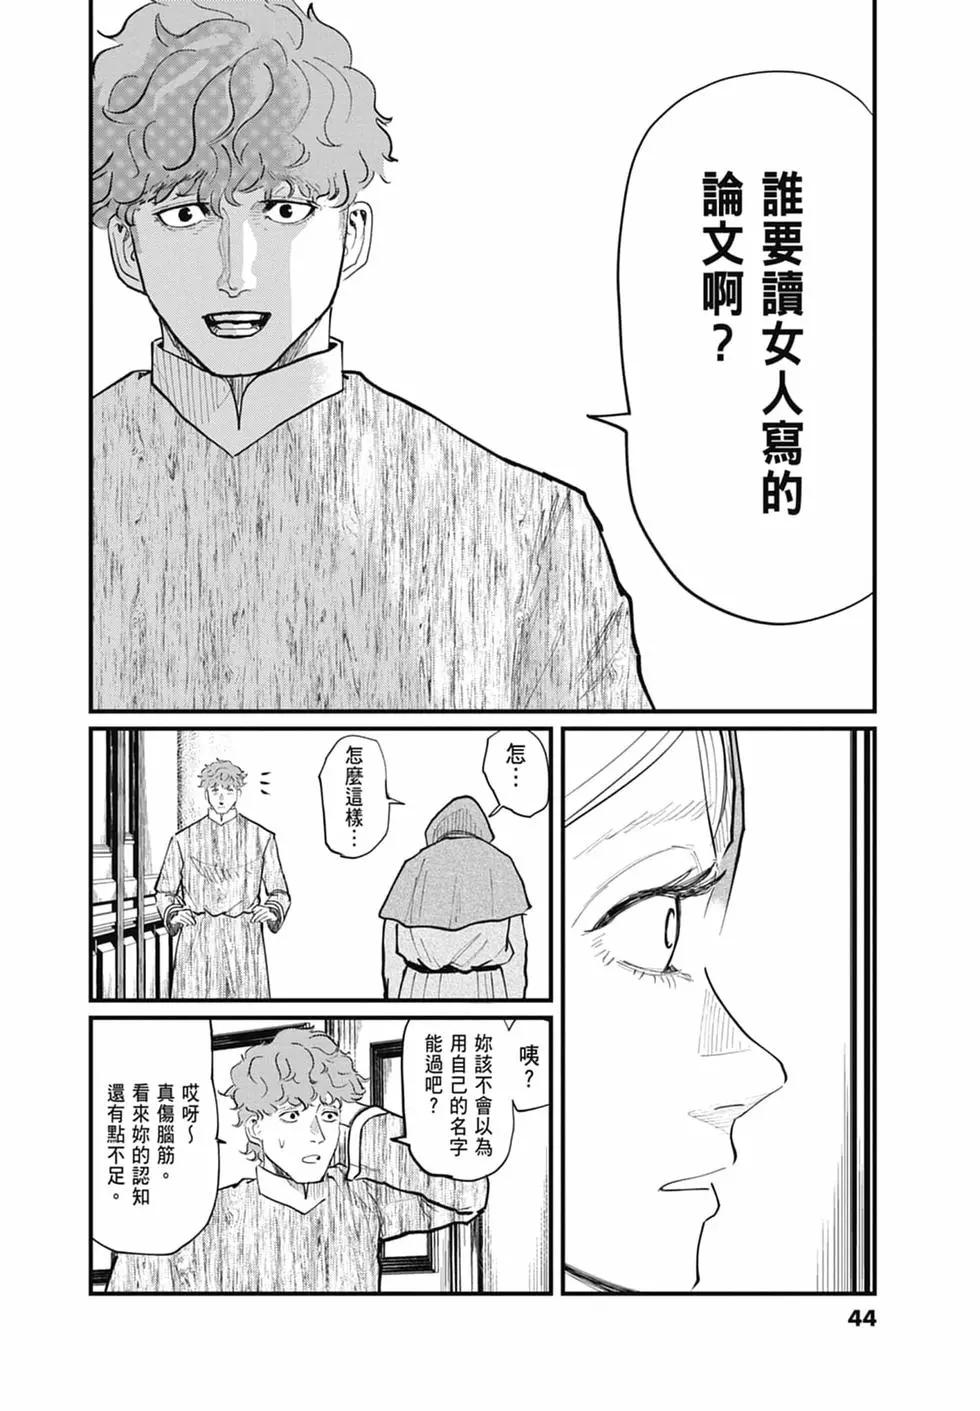 誰要讀女人寫的
論文啊？
怎…
怎麼這樣…
咦？
妳該不會以為
用自己的名字
能過吧？
哎呀～
真傷腦筋。
看來妳的認知
還有點不足。
44